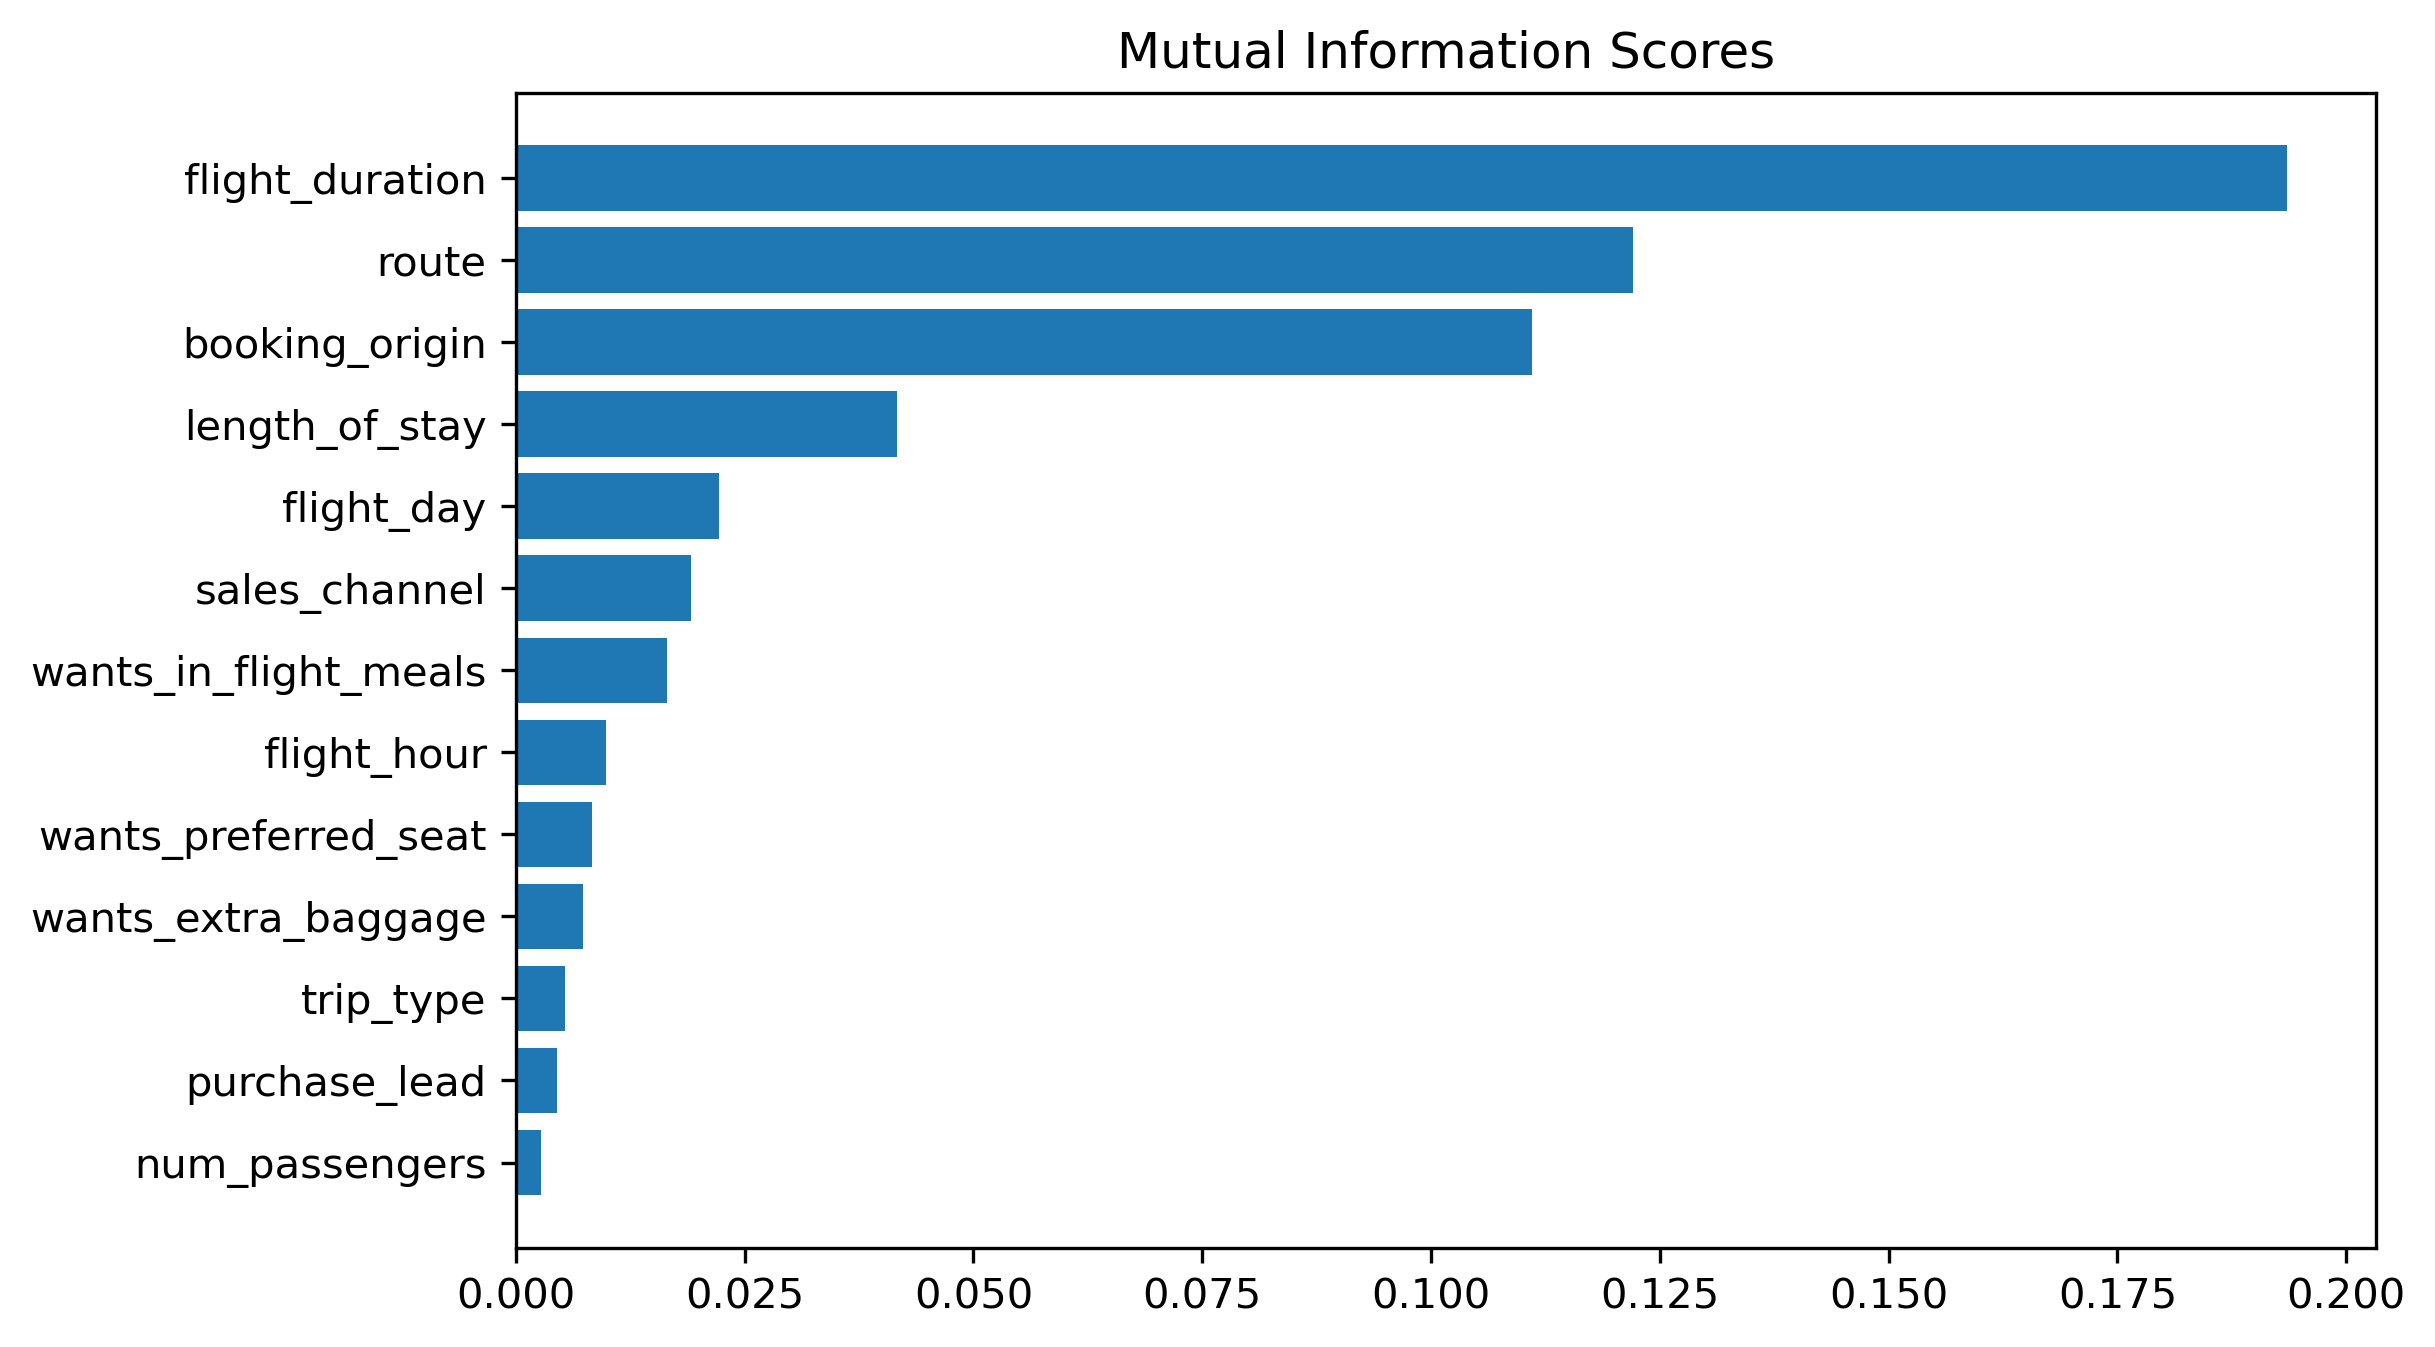 Mutual Information Scores
flight_duration
route
booking_origin
length_of_stay
flight_day
sales_channel
wants_in_flight_meals
flight_hour
wants_preferred_seat
wants_extra_baggage
trip_type
purchase_lead
num_passengers
0.000 0.025 0.050 0.075 0.100 0.125 0.150 0.175 0.200